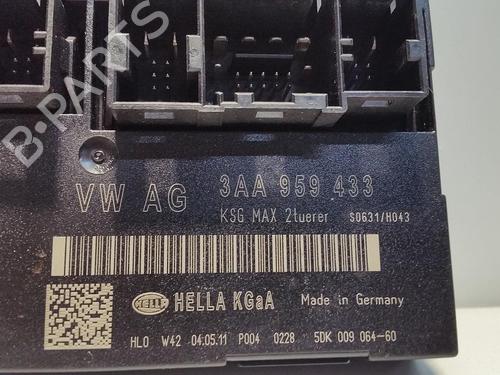 B-PARTS
VW AG 3AA 959 433
KSG MAX 2tuerer S0631/H043
HELLA HELLA KGaA Made in Germany
HLO W42 04.05.11 P004 0228 5DK 009 064-60